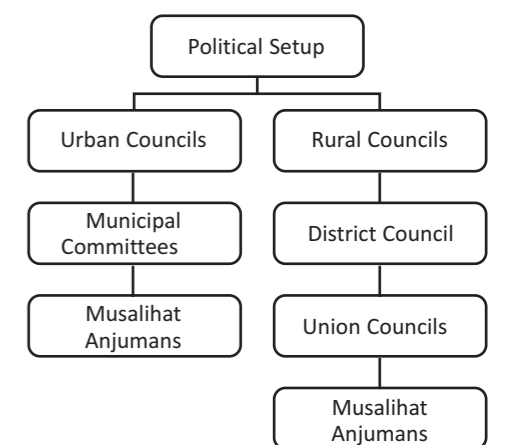 Political Setup
Urban Councils
Rural Councils
Municipal
Committees
District Council
Musalihat
Anjumans
Union Councils
Musalihat
Anjumans